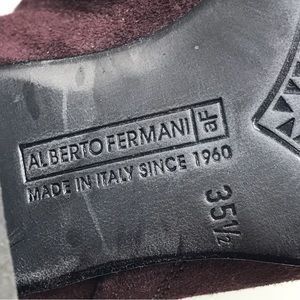 ALBERTO FERMANI aF
MADE IN ITALY SINCE 1960
35½